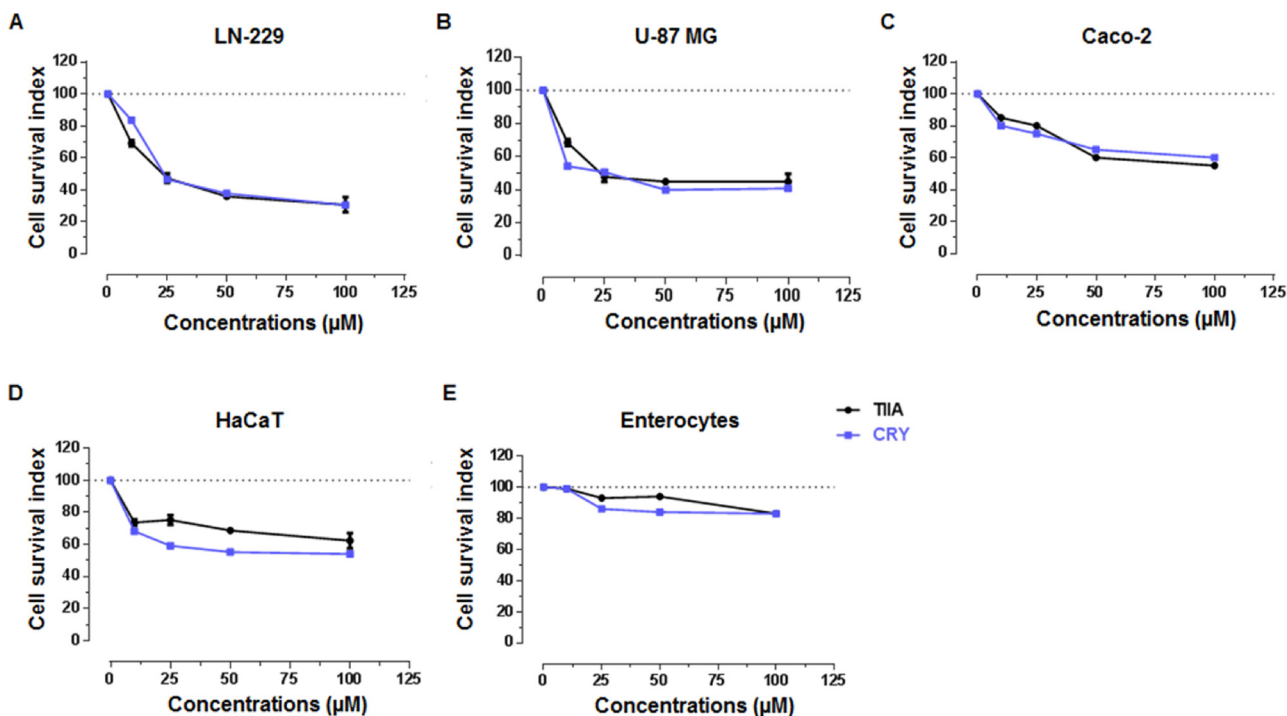 A
LN-229
Cell survival index
120
100
80
60
40
20
0
0 25 50 75 100 125
Concentrations (µM)
B
U-87 MG
Cell survival index
120
100
80
60
40
20
0
0 25 50 75 100 125
Concentrations (µM)
C
Caco-2
Cell survival index
120
100
80
60
40
20
0
0 25 50 75 100 125
Concentrations (µM)
D
HaCaT
Cell survival index
120
100
80
60
40
20
0
0 25 50 75 100 125
Concentrations (µM)
E
Enterocytes
Cell survival index
120
100
80
60
40
20
0
0 25 50 75 100 125
Concentrations (µM)
TIIA
CRY